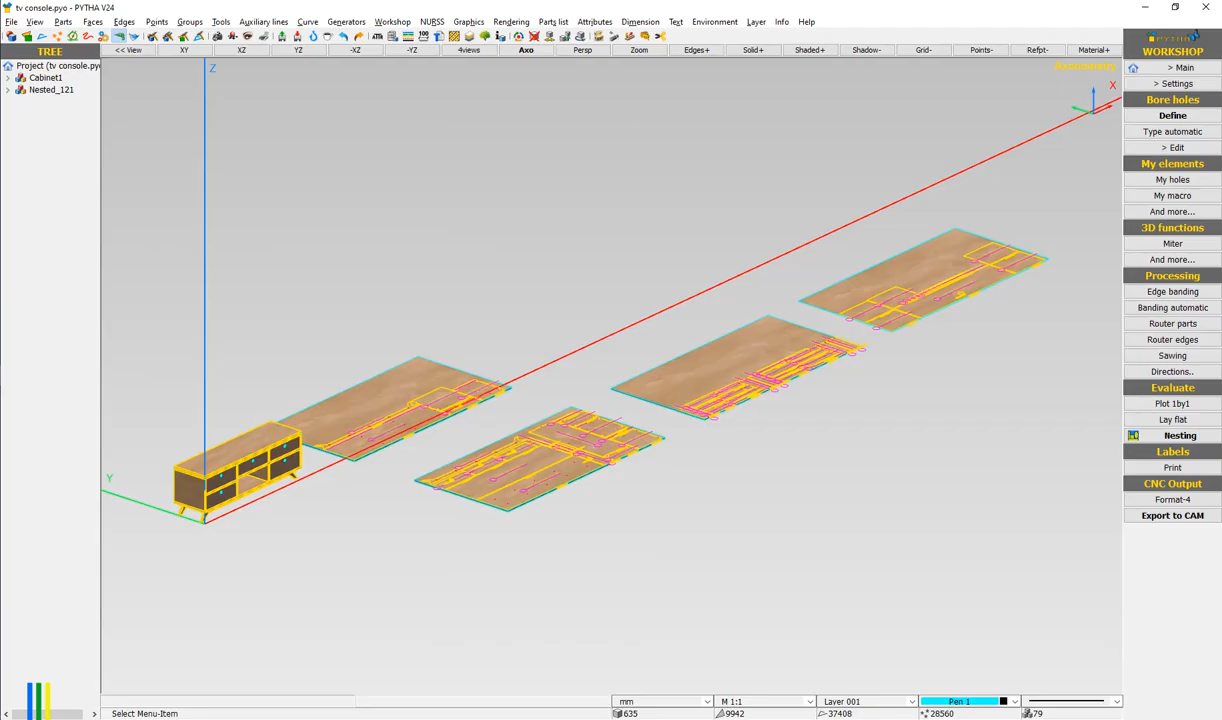 tv console.pyo - PYTHA V24
File View Parts Faces Edges Points Groups Tools Auxiliary lines Curve Generators Workshop NURBS Graphics Rendering Parts list Attributes Dimension Text Environment Layer Info Help
TREE
<< View XY XZ YZ -XZ -YZ 4views Axo Persp Zoom Edges+ Solid+ Shaded+ Shadow- Grid- Points- Refpt- Material+
Project (tv console.pyo
Cabinet1
Nested_121
Z
Axonometry
X
Y
PYTHA
WORKSHOP
> Main
> Settings
Bore holes
Define
Type automatic
> Edit
My elements
My holes
My macro
And more...
3D functions
Miter
And more...
Processing
Edge banding
Banding automatic
Router parts
Router edges
Sawing
Directions..
Evaluate
Plot 1by1
Lay flat
Nesting
Labels
Print
CNC Output
Format-4
Export to CAM
mm M 1:1 Layer 001 Pen 1
Select Menu-Item 635 9942 37408 28560 79